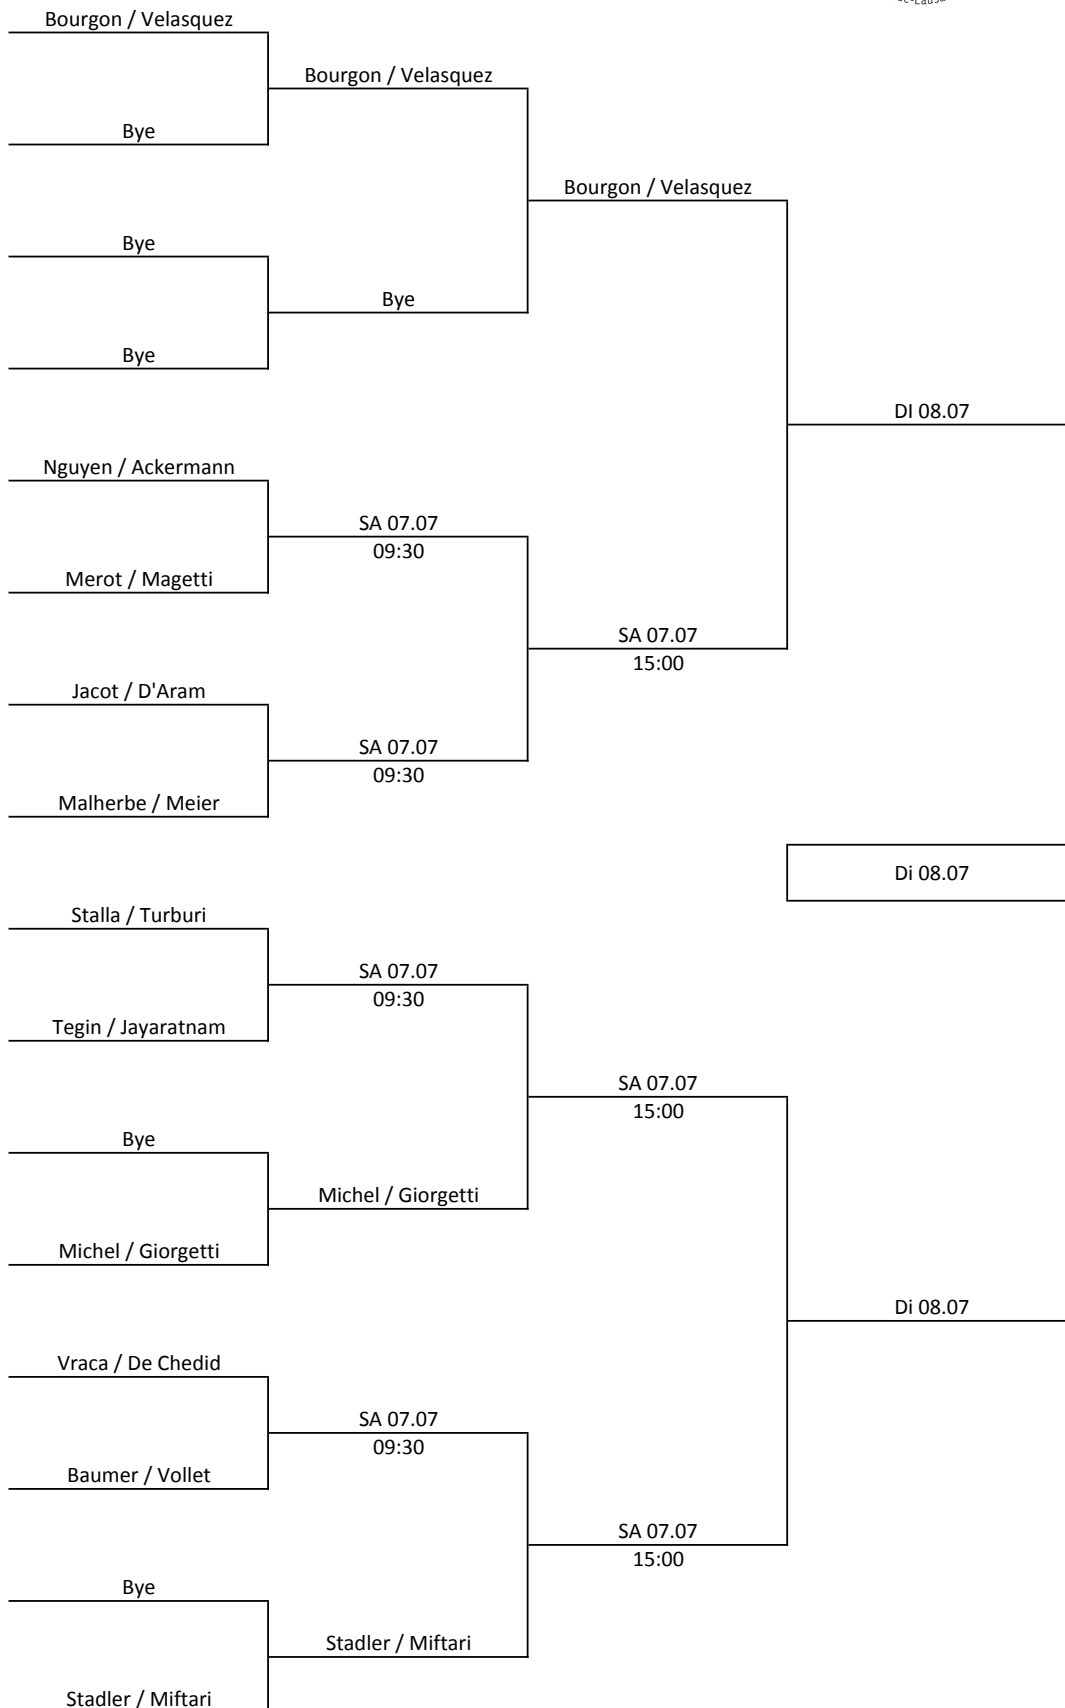 Bourgon / Velasquez
Bourgon / Velasquez
Bye
Bourgon / Velasquez
Bye
Bye
Bye
DI 08.07
Nguyen / Ackermann
SA 07.07
09:30
Merot / Magetti
SA 07.07
15:00
Jacot / D'Aram
SA 07.07
09:30
Malherbe / Meier
Di 08.07
Stalla / Turburi
SA 07.07
09:30
Tegin / Jayaratnam
SA 07.07
15:00
Bye
Michel / Giorgetti
Michel / Giorgetti
Di 08.07
Vraca / De Chedid
SA 07.07
09:30
Baumer / Vollet
SA 07.07
15:00
Bye
Stadler / Miftari
Stadler / Miftari